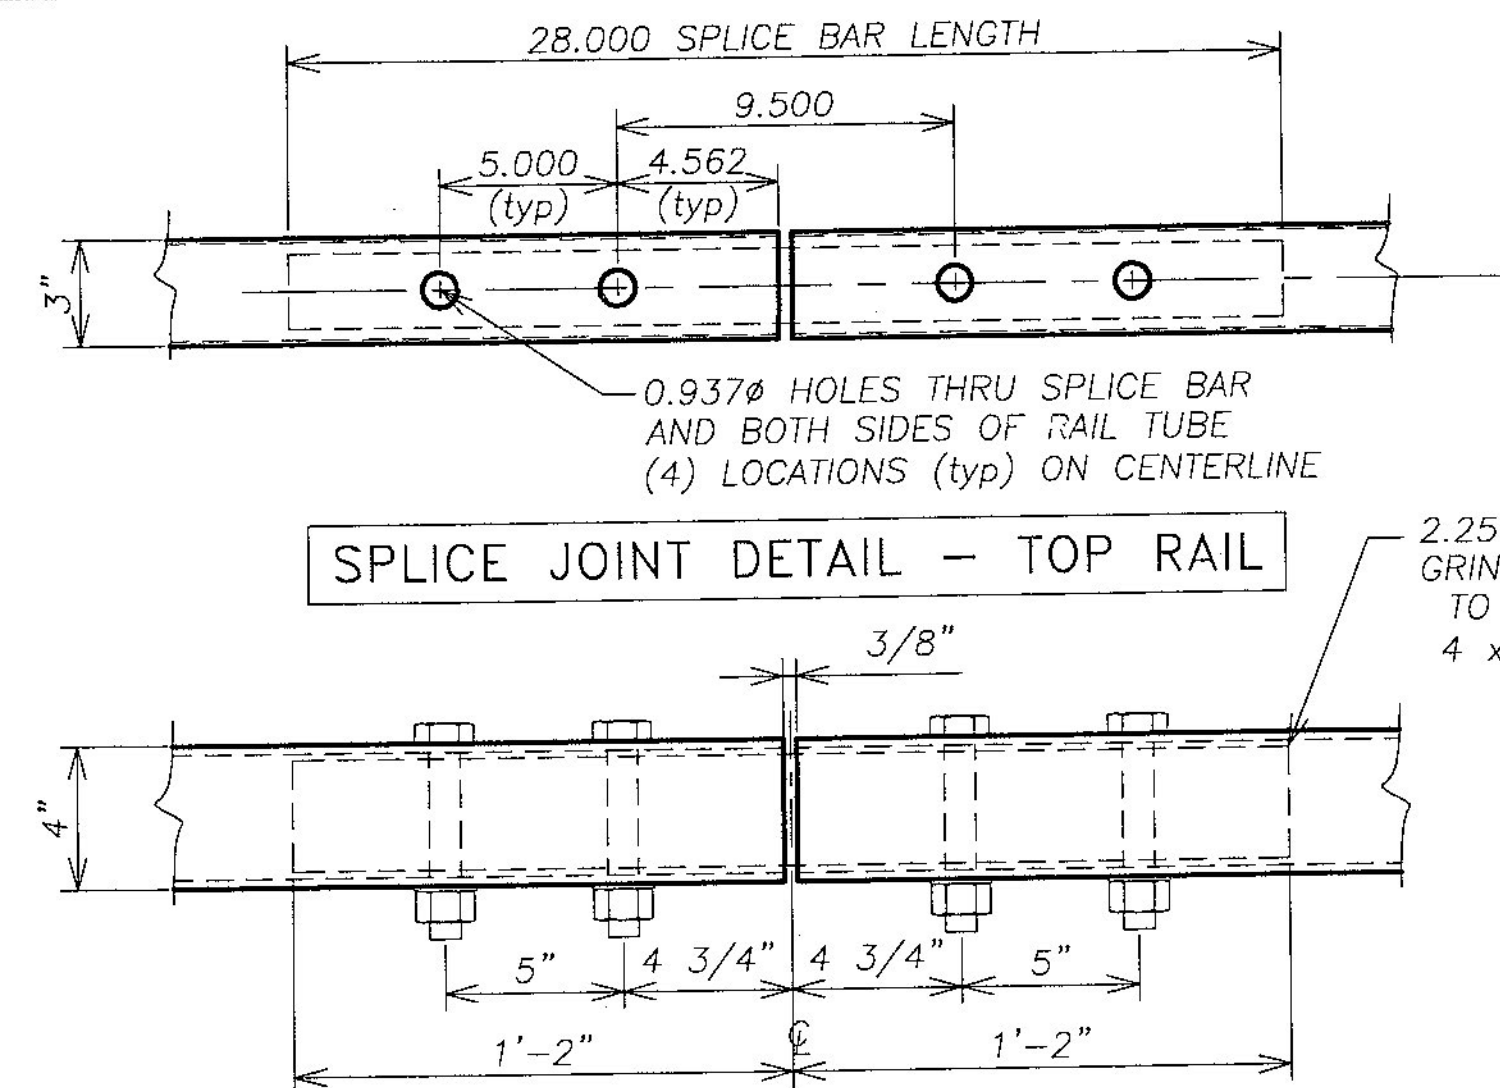 28.000 SPLICE BAR LENGTH
9.500
5.000
(typ)
4.562
(typ)
3"
0.937ø HOLES THRU SPLICE BAR
AND BOTH SIDES OF RAIL TUBE
(4) LOCATIONS (typ) ON CENTERLINE
SPLICE JOINT DETAIL - TOP RAIL
2.25
GRIN
TO
4 x
3/8"
4"
5"
4 3/4"
4 3/4"
5"
1'-2"
℄
1'-2"